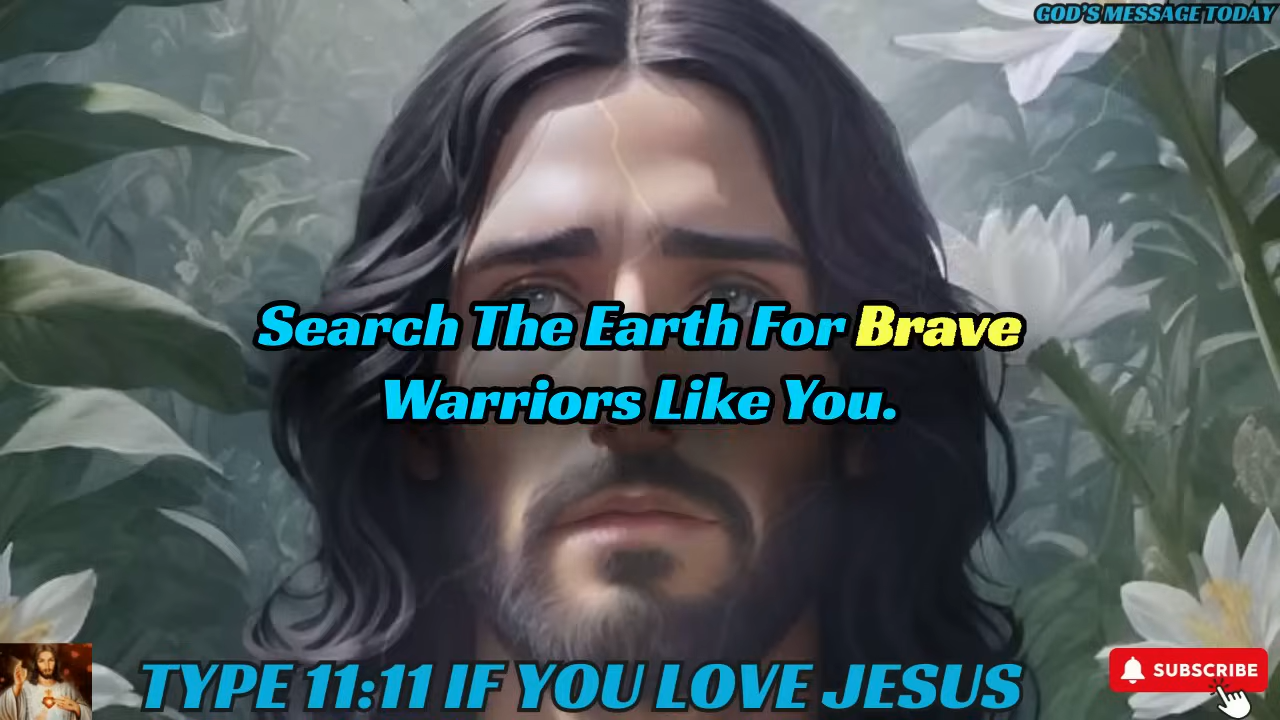 GOD'S MESSAGE TODAY
Search The Earth For Brave
Warriors Like You.
TYPE 11:11 IF YOU LOVE JESUS
SUBSCRIBE